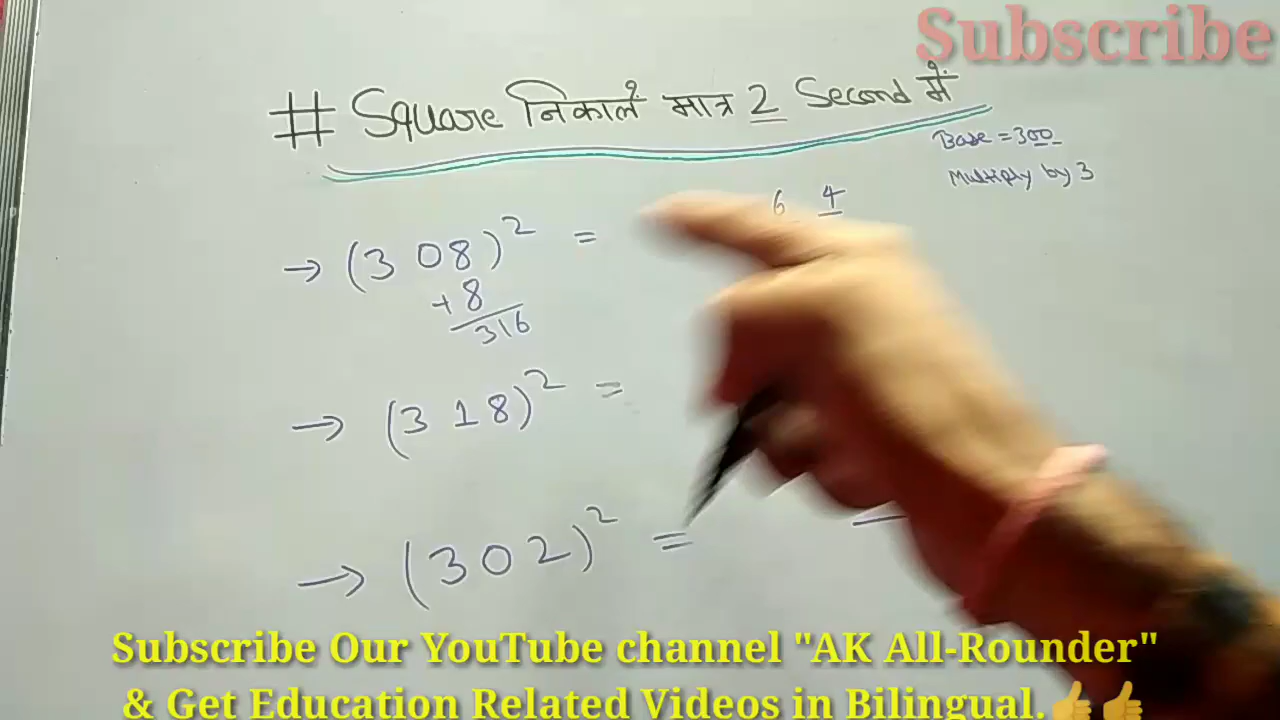 Subscribe
# Square निकालें मात्र 2 Second में
Base = 300
Multiply by 3
6 4
→ (308)² =
+8
316
→ (318)² =
→ (302)² =
Subscribe Our YouTube channel "AK All-Rounder"
& Get Education Related Videos in Bilingual.👍👍